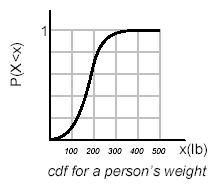 P(X<x)
1
100 200 300 400 500 x(lb)
cdf for a person's weight